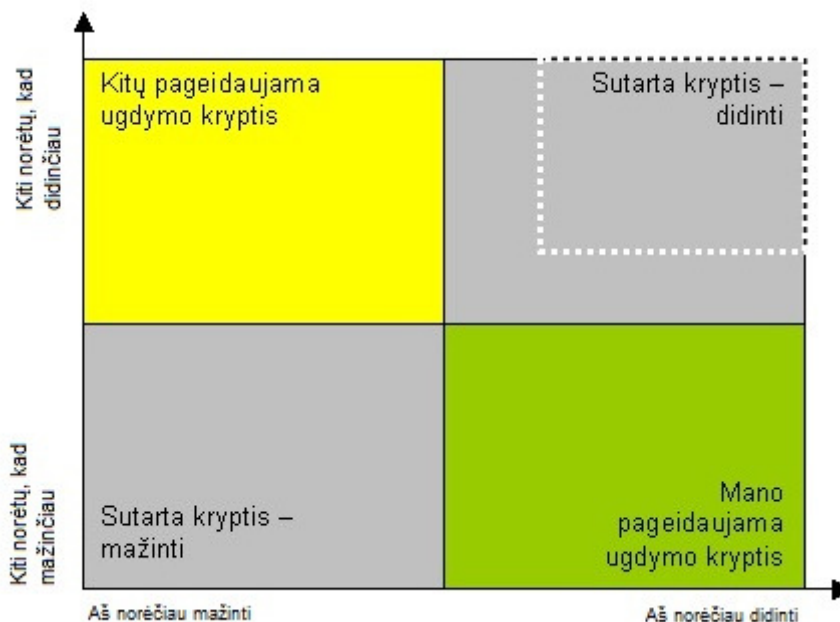 Kiti norėtų, kad
didinčiau
Kitų pageidaujama
ugdymo kryptis
Sutarta kryptis –
didinti
Kiti norėtų, kad
mažinčiau
Sutarta kryptis –
mažinti
Mano
pageidaujama
ugdymo kryptis
Aš norėčiau mažinti
Aš norėčiau didinti